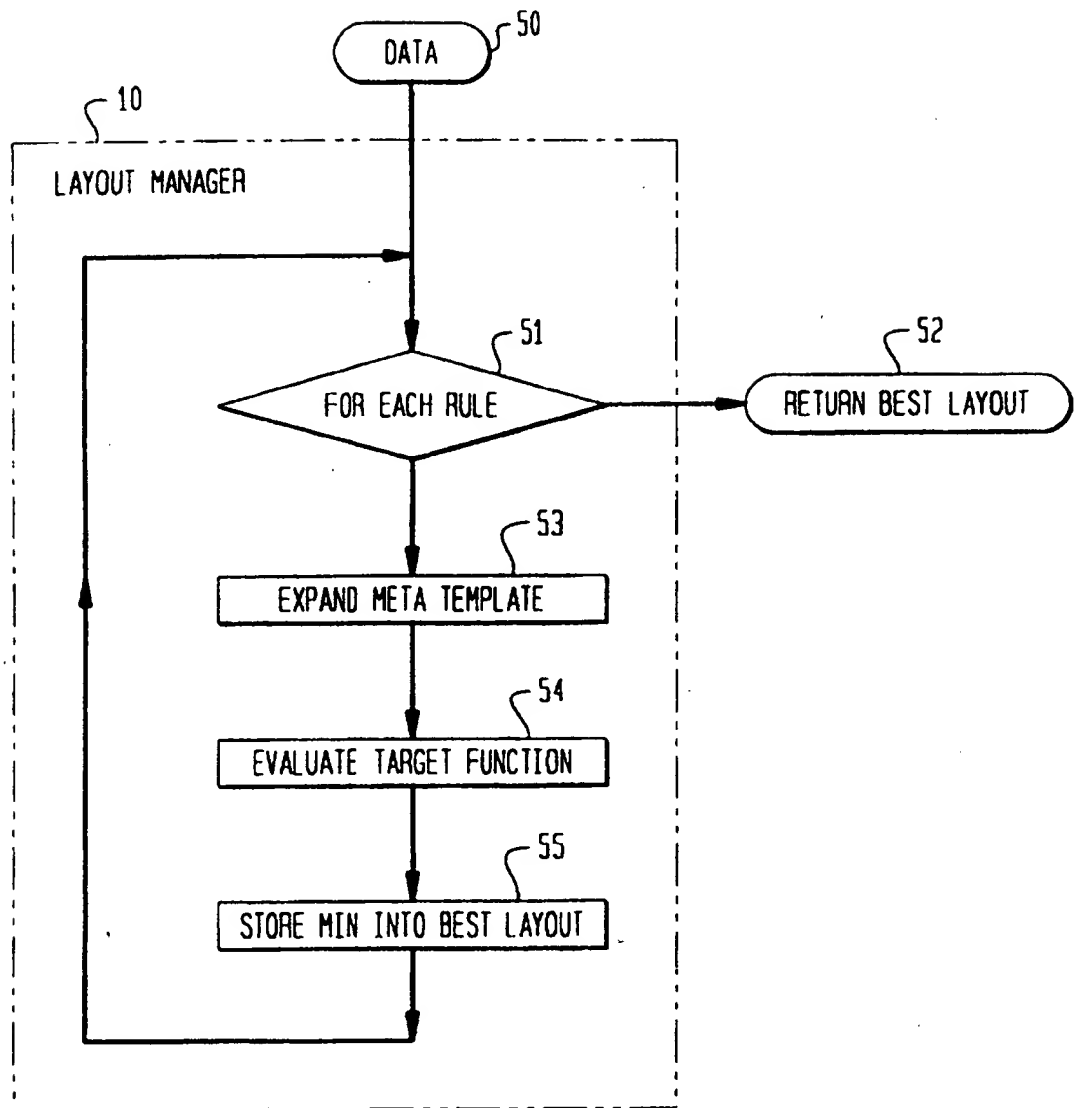 50
DATA
10
LAYOUT MANAGER
51
FOR EACH RULE
52
RETURN BEST LAYOUT
53
EXPAND META TEMPLATE
54
EVALUATE TARGET FUNCTION
55
STORE MIN INTO BEST LAYOUT